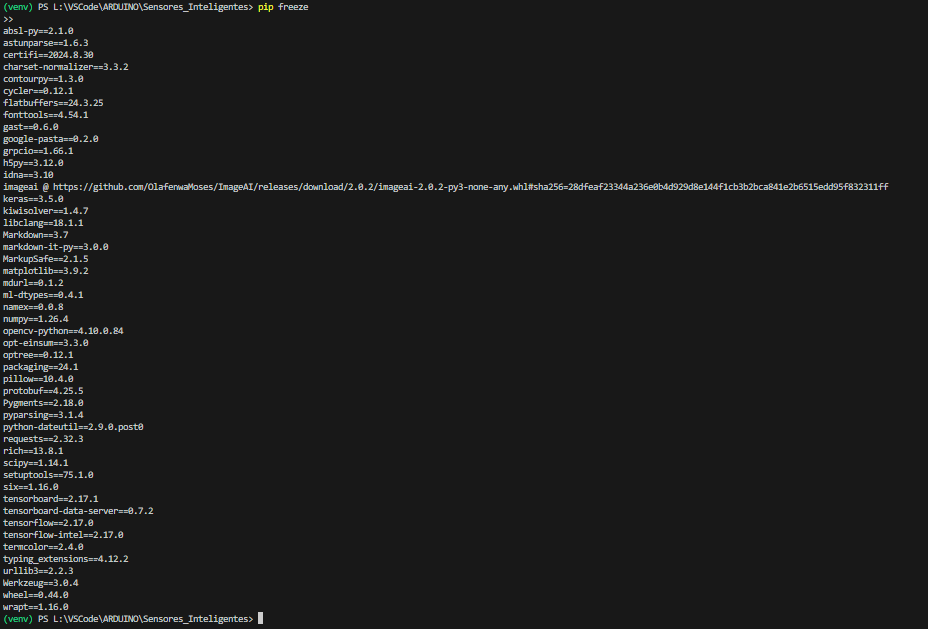 (venv) PS L:\VSCode\ARDUINO\Sensores_Inteligentes> pip freeze
>>
absl-py==2.1.0
astunparse==1.6.3
certifi==2024.8.30
charset-normalizer==3.3.2
contourpy==1.3.0
cycler==0.12.1
flatbuffers==24.3.25
fonttools==4.54.1
gast==0.6.0
google-pasta==0.2.0
grpcio==1.66.1
h5py==3.12.0
idna==3.10
imageai @ https://github.com/OlafenwaMoses/ImageAI/releases/download/2.0.2/imageai-2.0.2-py3-none-any.whl#sha256=28dfeaf23344a236e0b4d929d8e144f1cb3b2bca841e2b6515edd95f832311ff
keras==3.5.0
kiwisolver==1.4.7
libclang==18.1.1
Markdown==3.7
markdown-it-py==3.0.0
MarkupSafe==2.1.5
matplotlib==3.9.2
mdurl==0.1.2
ml-dtypes==0.4.1
namex==0.0.8
numpy==1.26.4
opencv-python==4.10.0.84
opt-einsum==3.3.0
optree==0.12.1
packaging==24.1
pillow==10.4.0
protobuf==4.25.5
Pygments==2.18.0
pyparsing==3.1.4
python-dateutil==2.9.0.post0
requests==2.32.3
rich==13.8.1
scipy==1.14.1
setuptools==75.1.0
six==1.16.0
tensorboard==2.17.1
tensorboard-data-server==0.7.2
tensorflow==2.17.0
tensorflow-intel==2.17.0
termcolor==2.4.0
typing_extensions==4.12.2
urllib3==2.2.3
Werkzeug==3.0.4
wheel==0.44.0
wrapt==1.16.0
(venv) PS L:\VSCode\ARDUINO\Sensores_Inteligentes>